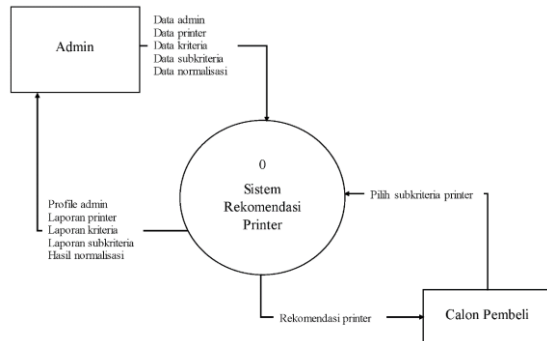 Admin
Data admin
Data printer
Data kriteria
Data subkriteria
Data normalisasi
0
Sistem
Rekomendasi
Printer
Pilih subkriteria printer
Profile admin
Laporan printer
Laporan kriteria
Laporan subkriteria
Hasil normalisasi
Rekomendasi printer
Calon Pembeli